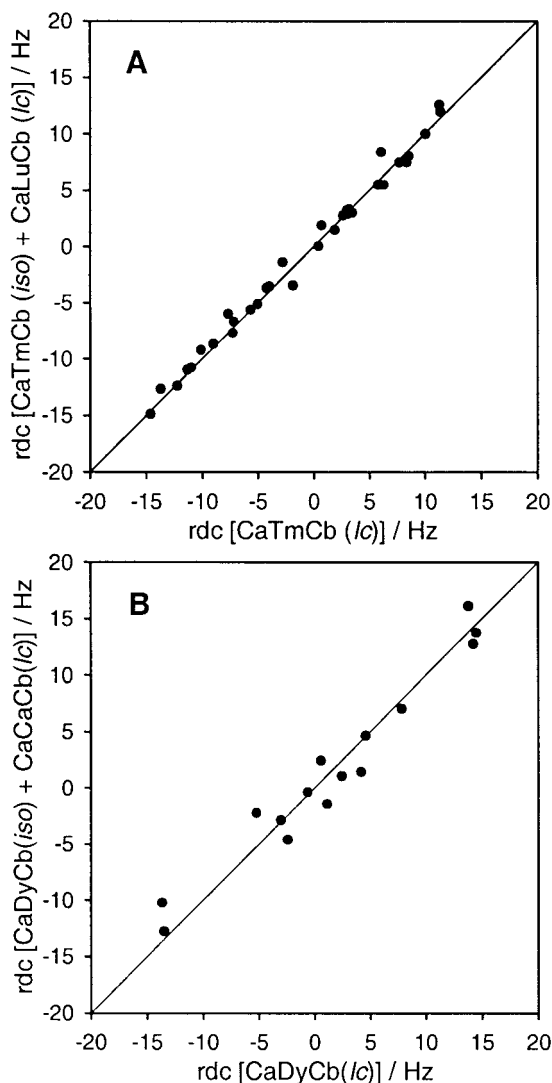 A
rdc [CaTmCb (iso) + CaLuCb (lc)] / Hz
20
15
10
5
0
-5
-10
-15
-20
-20 -15 -10 -5 0 5 10 15 20
rdc [CaTmCb (lc)] / Hz
B
rdc [CaDyCb(iso) + CaCaCb(lc)] / Hz
20
15
10
5
0
-5
-10
-15
-20
-20 -15 -10 -5 0 5 10 15 20
rdc [CaDyCb(lc)] / Hz